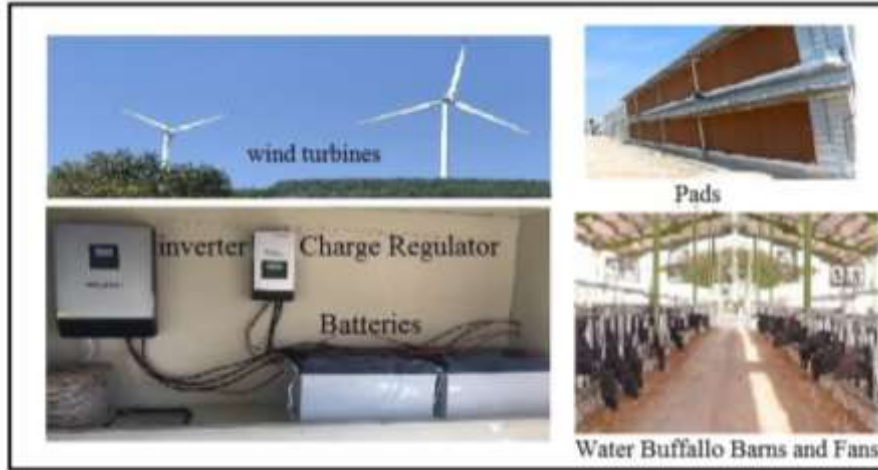 wind turbines
Pads
inverter
Charge Regulator
Batteries
Water Buffallo Barns and Fans